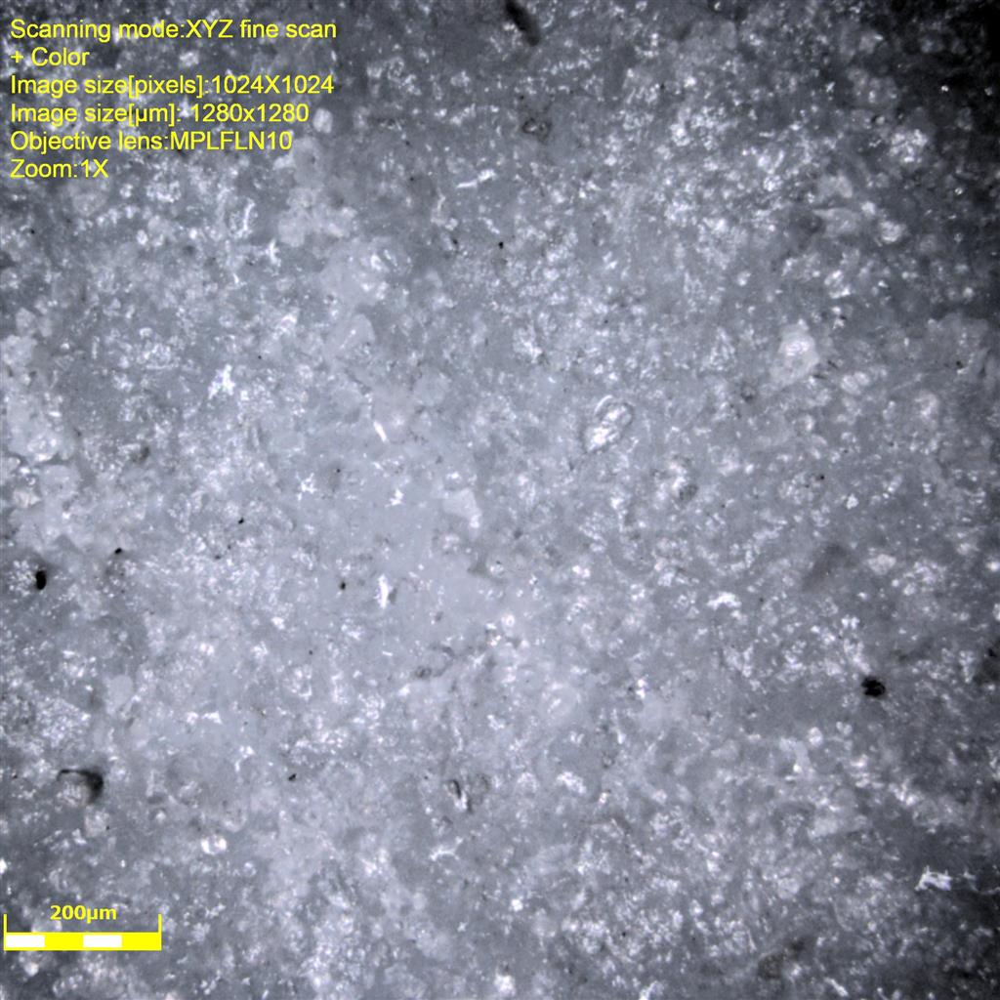 Scanning mode:XYZ fine scan
+ Color
Image size[pixels]:1024X1024
Image size[µm]: 1280x1280
Objective lens:MPLFLN10
Zoom:1X
200µm